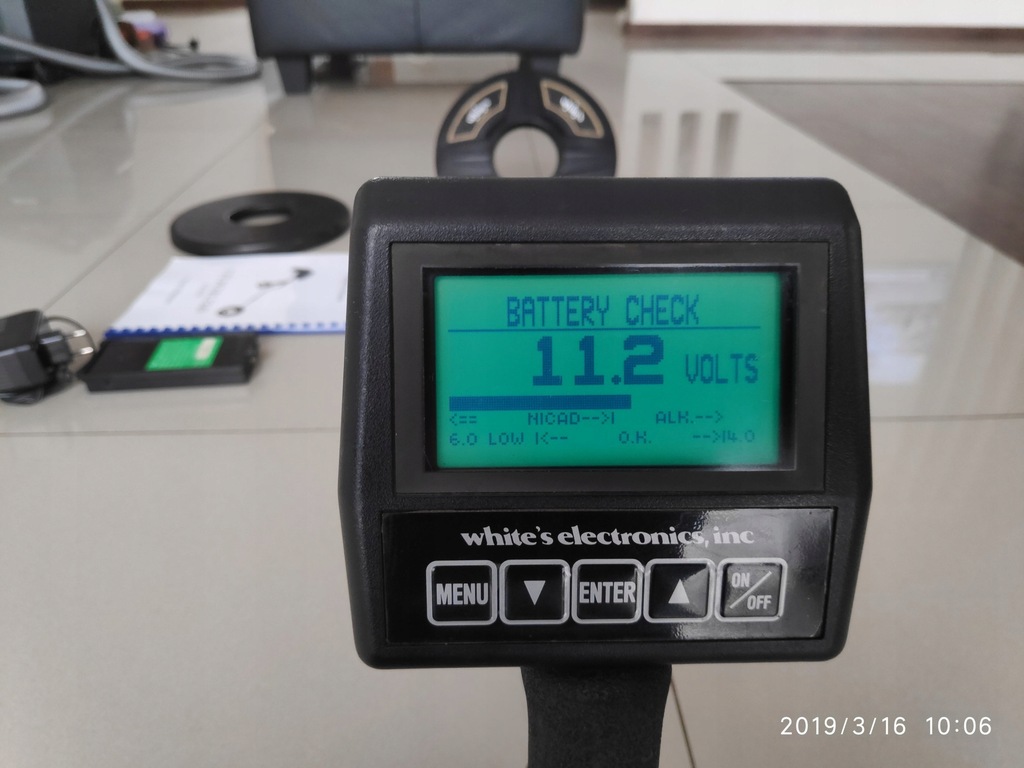 BATTERY CHECK
11.2 VOLTS
<== NICAD-->| ALK.-->
6.0 LOW |<-- O.K. -->14.0
white's electronics, inc
MENU ▼ ENTER ▲ ON/OFF
2019/3/16 10:06